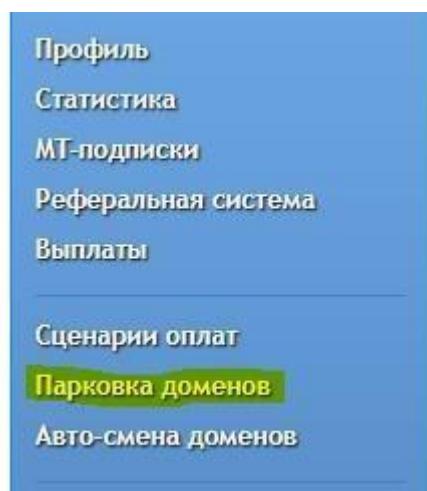 Профиль
Статистика
МТ-подписки
Реферальная система
Выплаты
Сценарии оплат
Парковка доменов
Авто-смена доменов